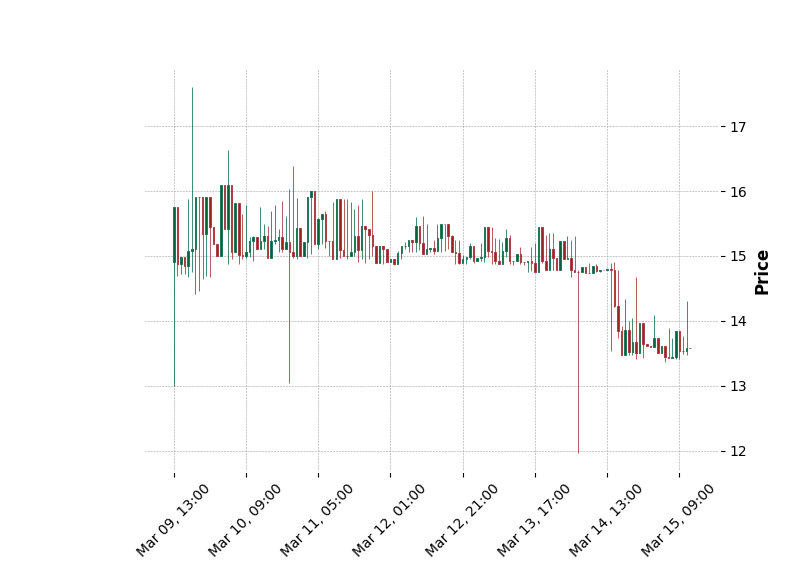 17
16
15
14
13
12
Price
Mar 09, 13:00
Mar 10, 09:00
Mar 11, 05:00
Mar 12, 01:00
Mar 12, 21:00
Mar 13, 17:00
Mar 14, 13:00
Mar 15, 09:00